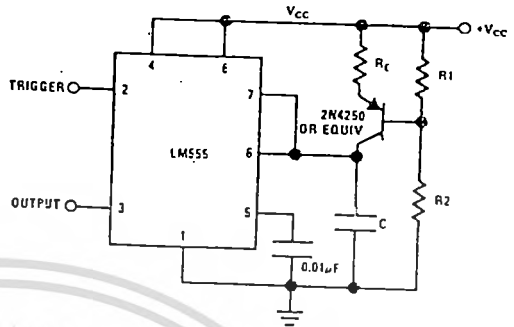 VCC
+VCC
4
8
RE
R1
TRIGGER
2
7
2N4250
OR EQUIV
LM555
6
OUTPUT
3
5
R2
C
1
0.01µF